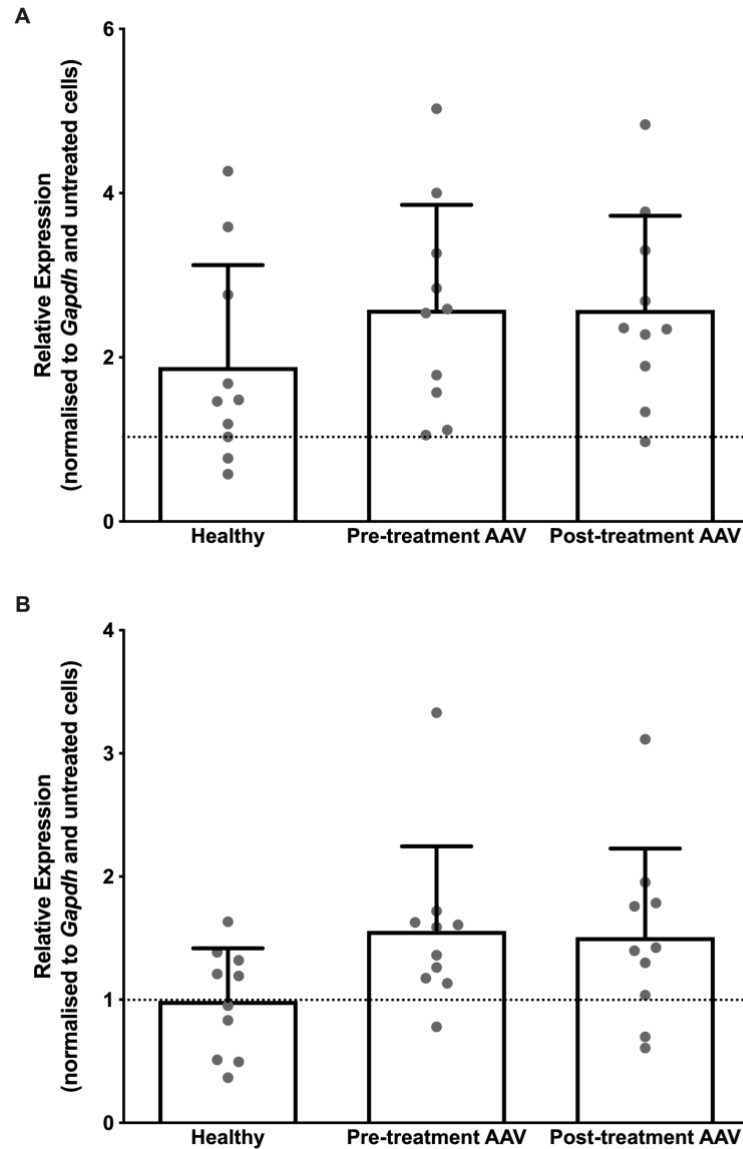 A
Relative Expression
(normalised to Gapdh and untreated cells)
6
4
2
0
Healthy
Pre-treatment AAV
Post-treatment AAV
B
Relative Expression
(normalised to Gapdh and untreated cells)
4
3
2
1
0
Healthy
Pre-treatment AAV
Post-treatment AAV